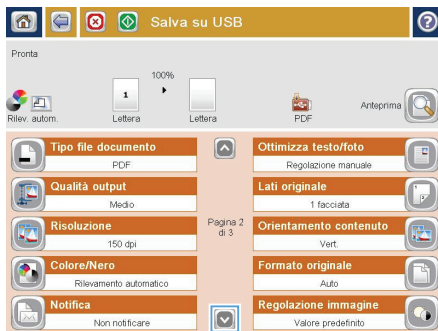 Salva su USB
Pronta
100%
1
Rilev. autom.
Lettera
Lettera
PDF
Anteprima
Tipo file documento
PDF
Ottimizza testo/foto
Regolazione manuale
Qualità output
Medio
Lati originale
1 facciata
Risoluzione
150 dpi
Pagina 2
di 3
Orientamento contenuto
Vert.
Colore/Nero
Rilevamento automatico
Formato originale
Auto
Notifica
Non notificare
Regolazione immagine
Valore predefinito